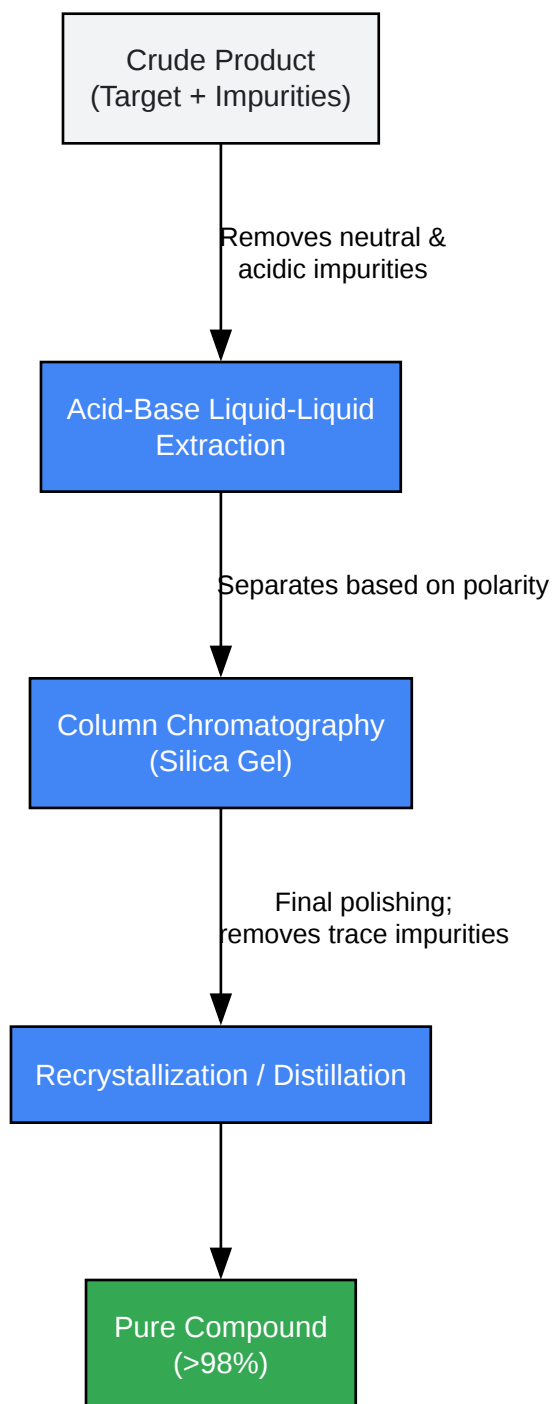 Crude Product
(Target + Impurities)
Removes neutral &
acidic impurities
Acid-Base Liquid-Liquid
Extraction
Separates based on polarity
Column Chromatography
(Silica Gel)
Final polishing;
removes trace impurities
Recrystallization / Distillation
Pure Compound
(>98%)